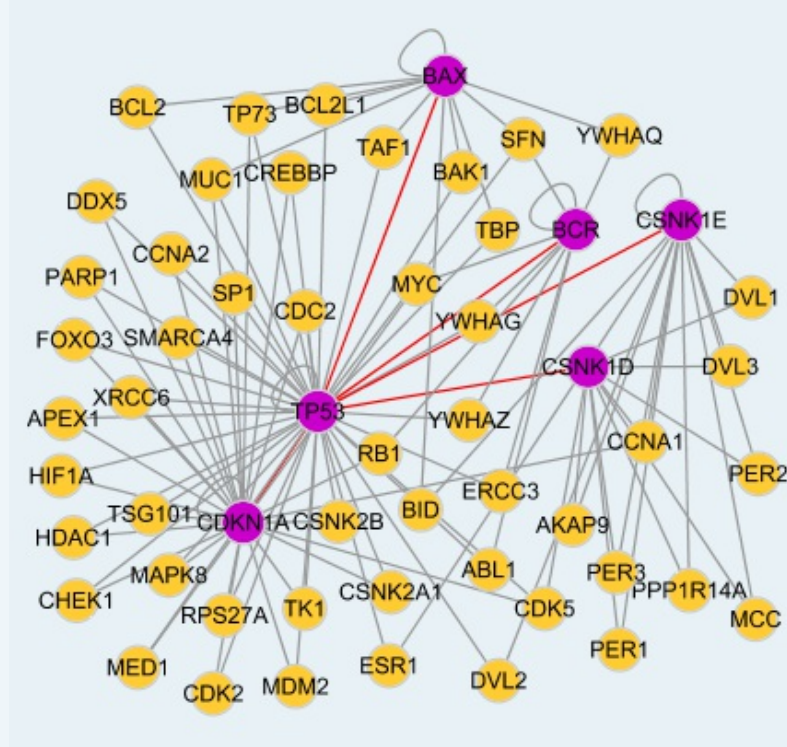 BAX
BCL2
TP73
BCL2L1
TAF1
SFN
YWHAQ
MUC1
CREBBP
BAK1
DDX5
TBP
BCR
CSNK1E
CCNA2
PARP1
SP1
CDC2
MYC
YWHAG
DVL1
FOXO3
SMARCA4
CSNK1D
DVL3
XRCC6
APEX1
TP53
YWHAZ
CCNA1
RB1
HIF1A
PER2
ERCC3
TSG101
CDKN1A
CSNK2B
BID
AKAP9
HDAC1
MAPK8
ABL1
PER3
CHEK1
RPS27A
TK1
CSNK2A1
CDK5
PPP1R14A
MCC
MED1
CDK2
MDM2
ESR1
DVL2
PER1